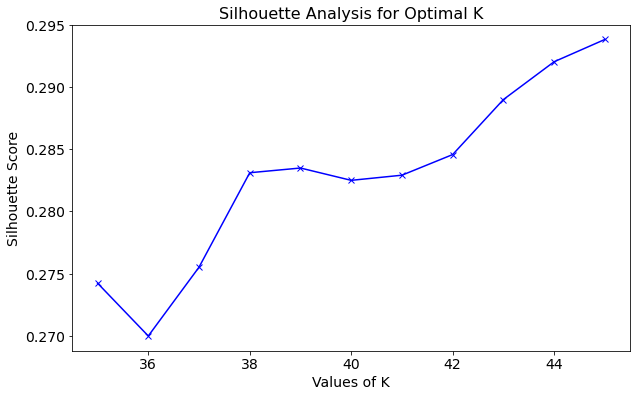 Silhouette Analysis for Optimal K
0.295
0.290
0.285
0.280
0.275
0.270
Silhouette Score
36 38 40 42 44
Values of K